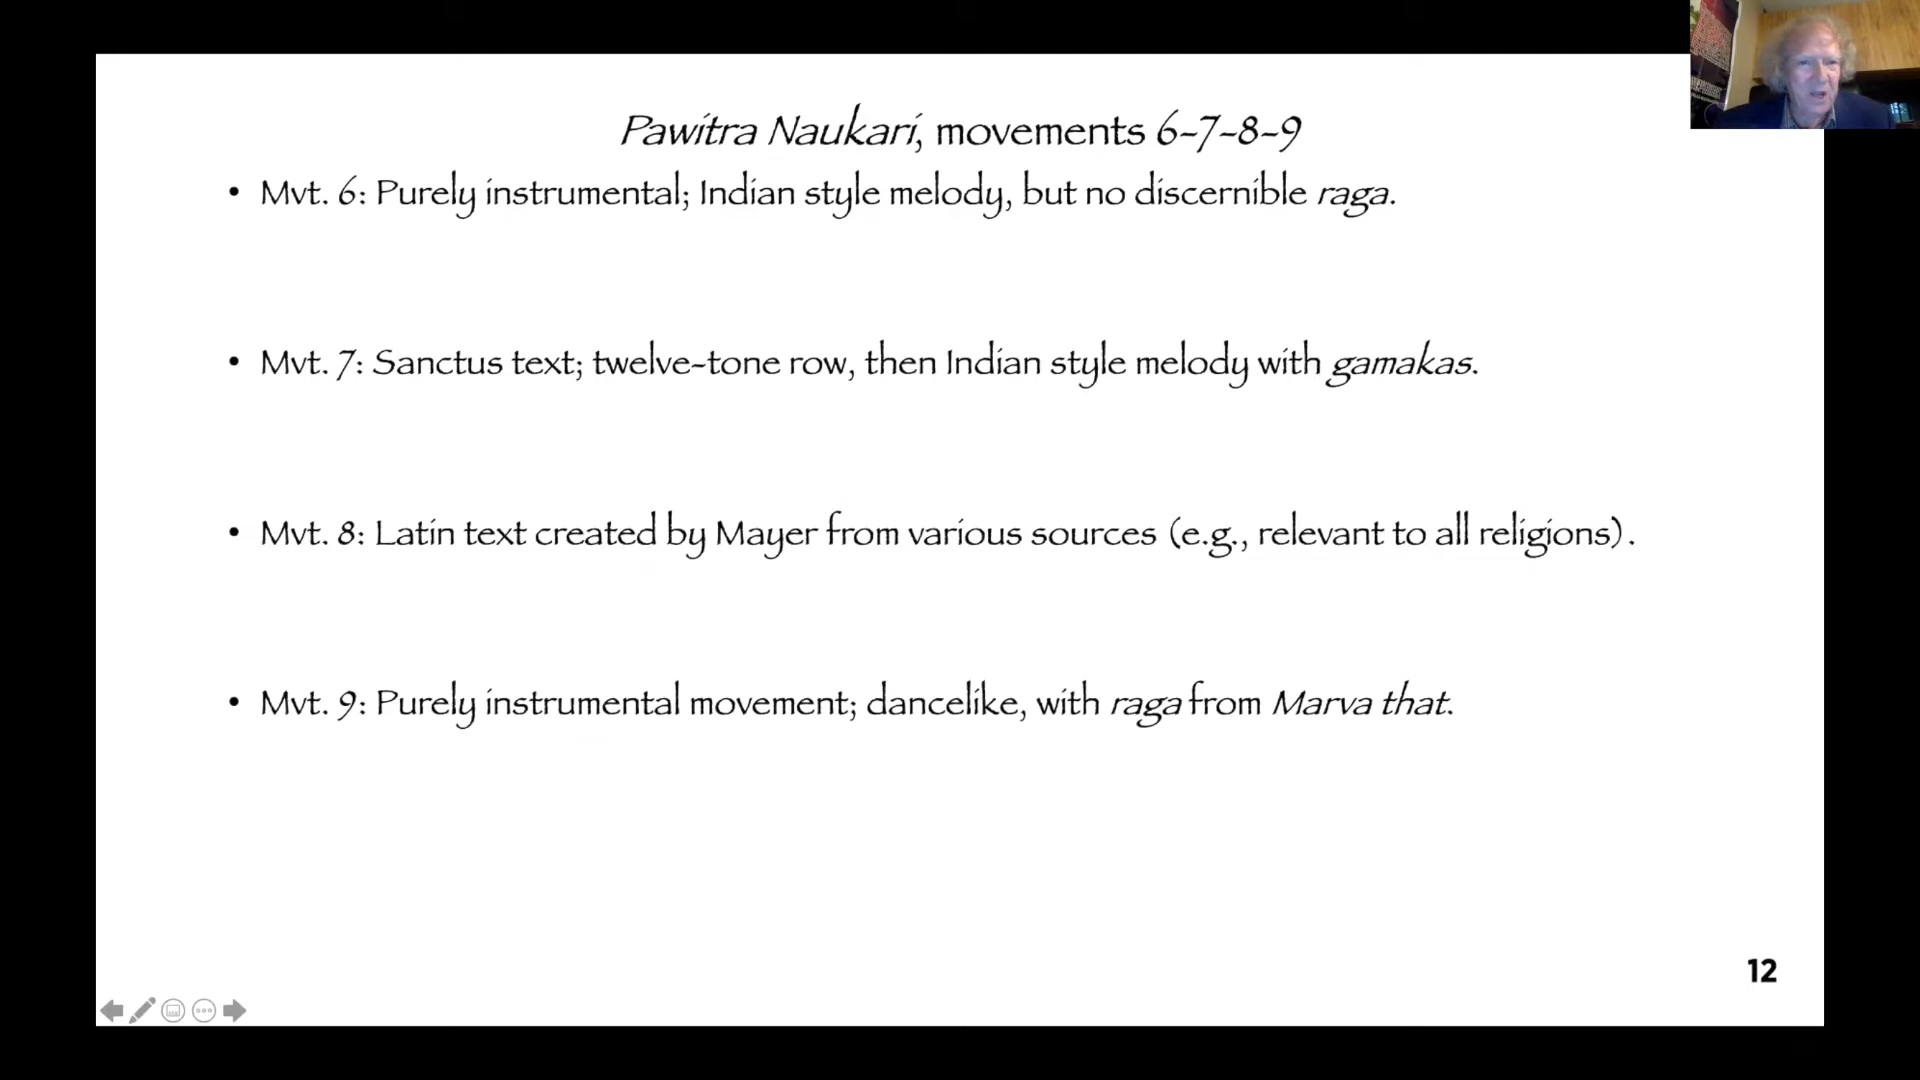 Pawitra Naukari, movements 6-7-8-9
• Mvt. 6: Purely instrumental; Indian style melody, but no discernible raga.
• Mvt. 7: Sanctus text; twelve-tone row, then Indian style melody with gamakas.
• Mvt. 8: Latin text created by Mayer from various sources (e.g., relevant to all religions).
• Mvt. 9: Purely instrumental movement; dancelike, with raga from Marva that.
12